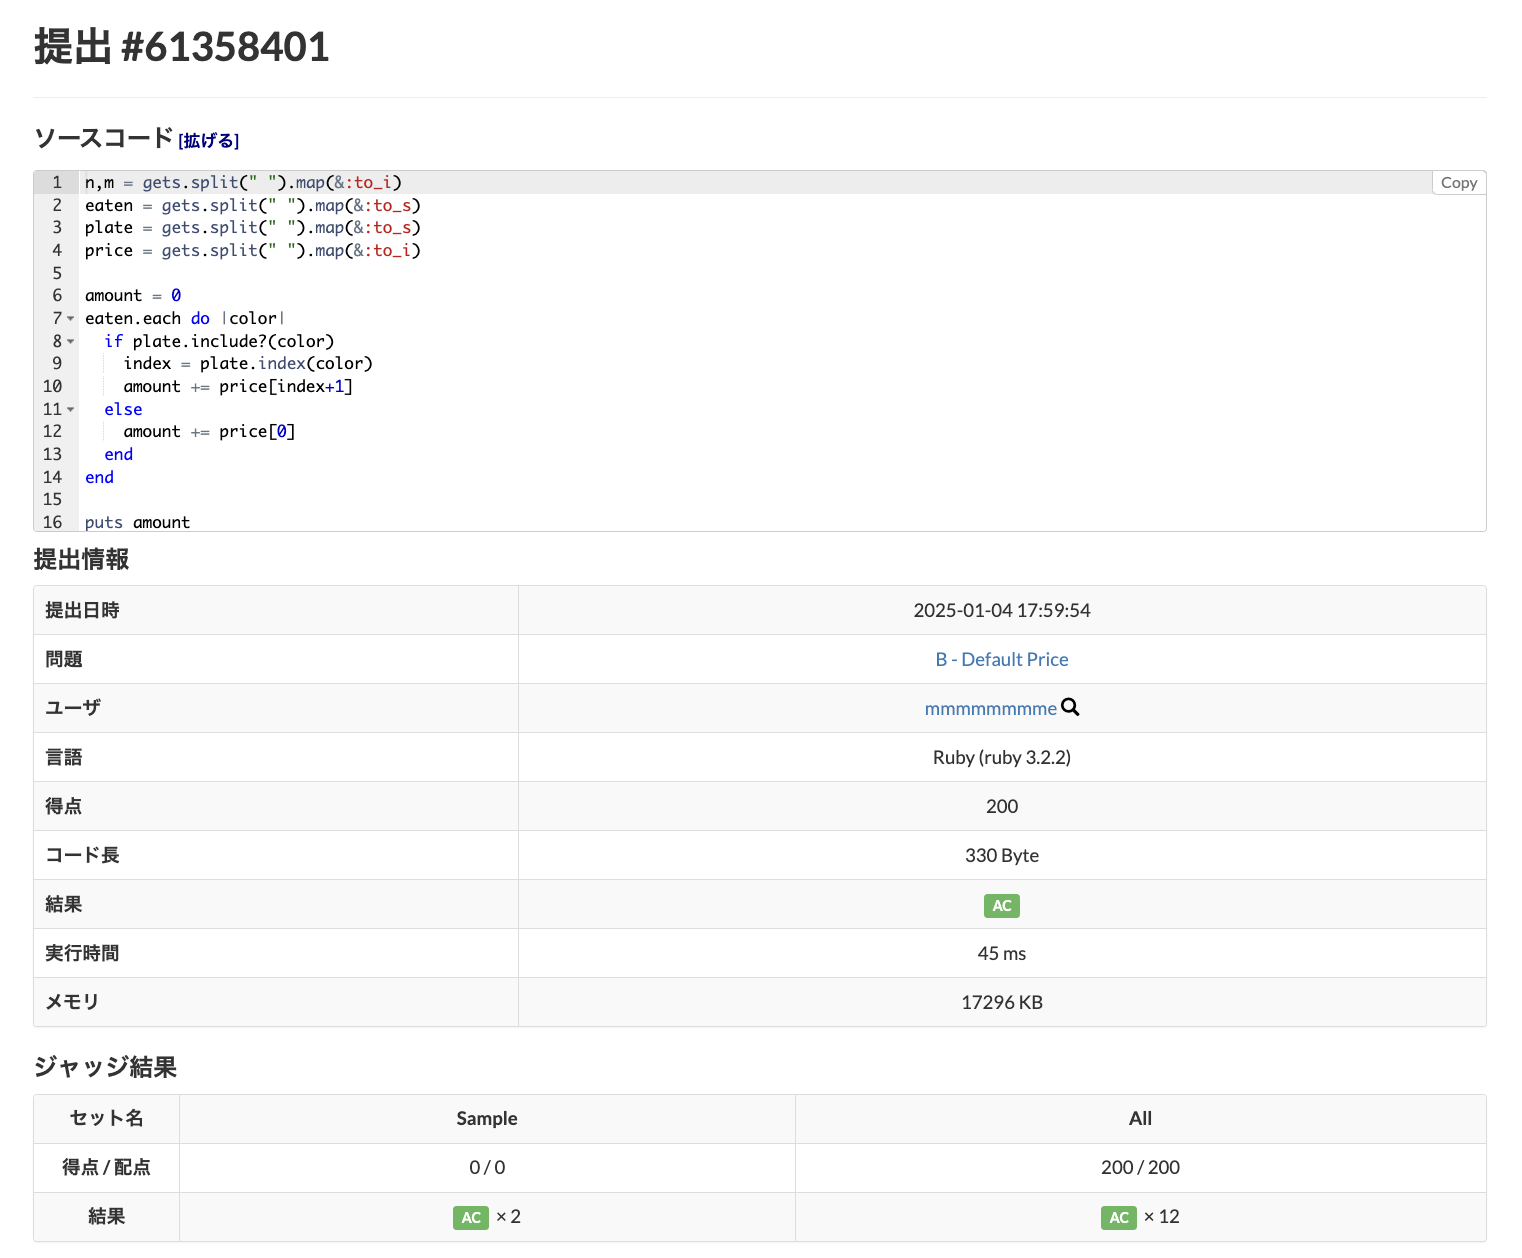 提出 #61358401
ソースコード [拡げる]
Copy
1 n,m = gets.split(" ").map(&:to_i)
2 eaten = gets.split(" ").map(&:to_s)
3 plate = gets.split(" ").map(&:to_s)
4 price = gets.split(" ").map(&:to_i)
5
6 amount = 0
7 eaten.each do |color|
8   if plate.include?(color)
9     index = plate.index(color)
10     amount += price[index+1]
11   else
12     amount += price[0]
13   end
14 end
15
16 puts amount
提出情報
提出日時 2025-01-04 17:59:54
問題 B - Default Price
ユーザ mmmmmmmme
言語 Ruby (ruby 3.2.2)
得点 200
コード長 330 Byte
結果 AC
実行時間 45 ms
メモリ 17296 KB
ジャッジ結果
セット名 Sample All
得点 / 配点 0 / 0 200 / 200
結果 AC × 2 AC × 12